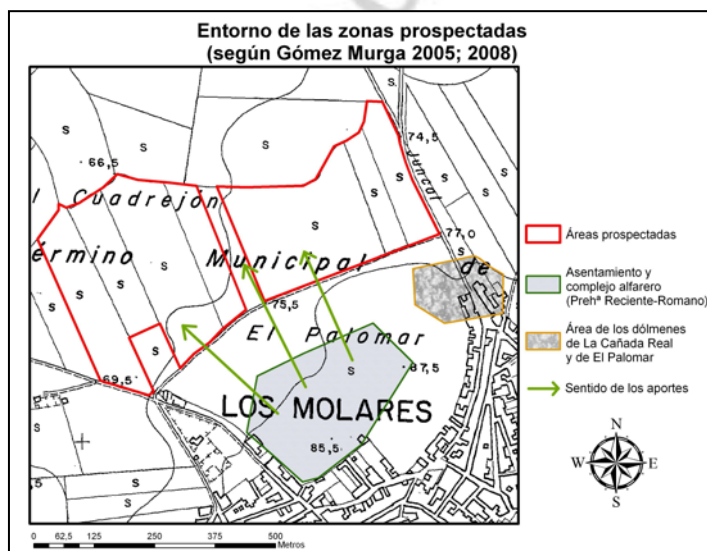 Entorno de las zonas prospectadas
(según Gómez Murga 2005; 2008)
S
S
S
S
74,5
Juncal
66,5
S
S
S
S
l Cuadrejón
S
77,0
S
érmino Municipal de
S
S
S
75,5
El Palomar
S
69,5
S
87,5
LOS MOLARES
S
85,5
S
S
,5
Áreas prospectadas
Asentamiento y
complejo alfarero
(Prehª Reciente-Romano)
Área de los dólmenes
de La Cañada Real
y de El Palomar
Sentido de los aportes
N
W E
S
0 62,5 125 250 375 500
Metros